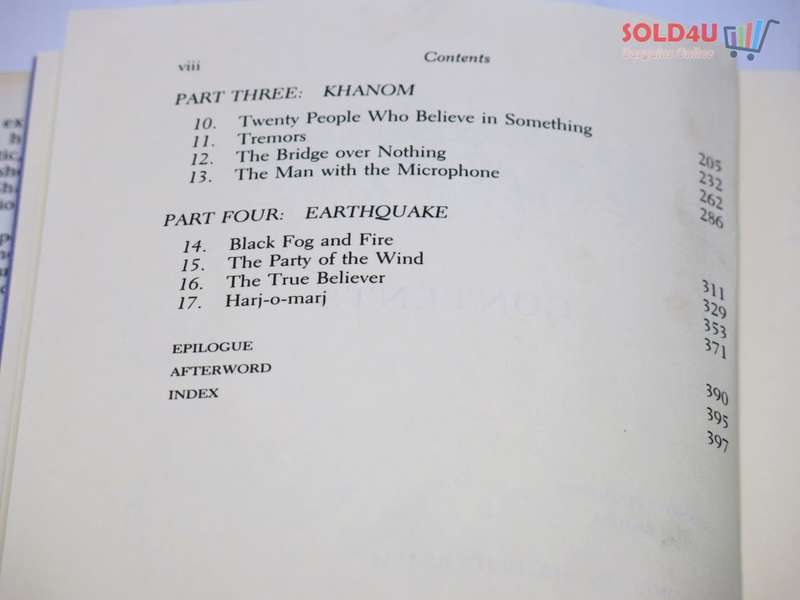 SOLD4U
Bargains Online
viii Contents
PART THREE: KHANOM
10. Twenty People Who Believe in Something 205
11. Tremors 232
12. The Bridge over Nothing 262
13. The Man with the Microphone 286
PART FOUR: EARTHQUAKE
14. Black Fog and Fire 311
15. The Party of the Wind 329
16. The True Believer 353
17. Harj-o-marj 371
EPILOGUE 390
AFTERWORD 395
INDEX 397